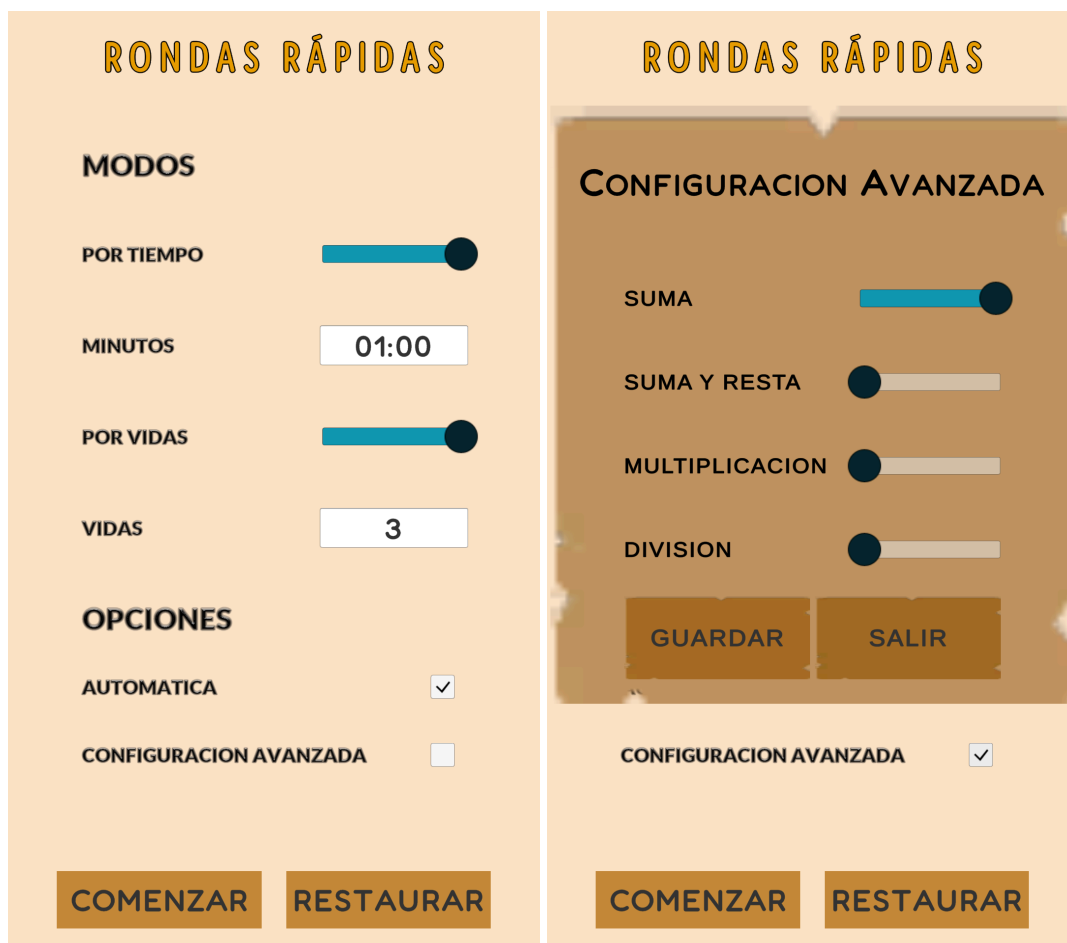 RONDAS RÁPIDAS
MODOS
POR TIEMPO
MINUTOS 01:00
POR VIDAS
VIDAS 3
OPCIONES
AUTOMATICA
CONFIGURACION AVANZADA
COMENZAR RESTAURAR
RONDAS RÁPIDAS
CONFIGURACION AVANZADA
SUMA
SUMA Y RESTA
MULTIPLICACION
DIVISION
GUARDAR SALIR
CONFIGURACION AVANZADA
COMENZAR RESTAURAR